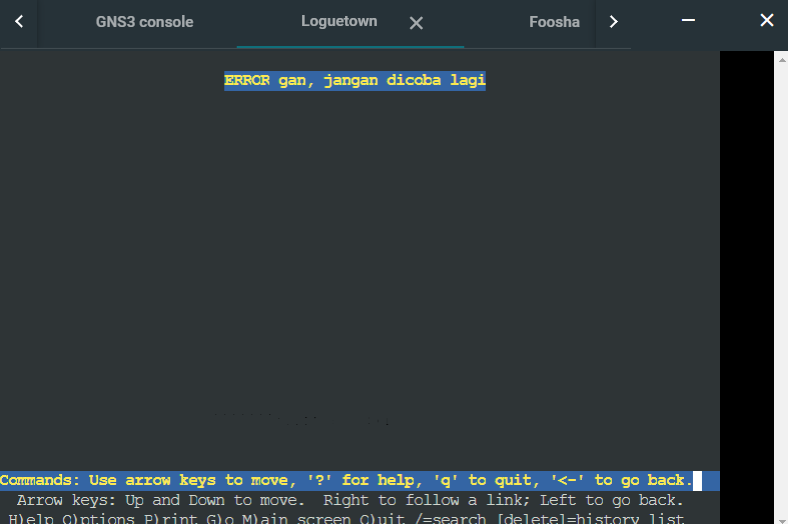 GNS3 console Loguetown Foosha
ERROR gan, jangan dicoba lagi
Commands: Use arrow keys to move, '?' for help, 'q' to quit, '<-' to go back.
Arrow keys: Up and Down to move. Right to follow a link; Left to go back.
H)elp O)ptions P)rint G)o M)ain screen Q)uit /=search [delete]=history list